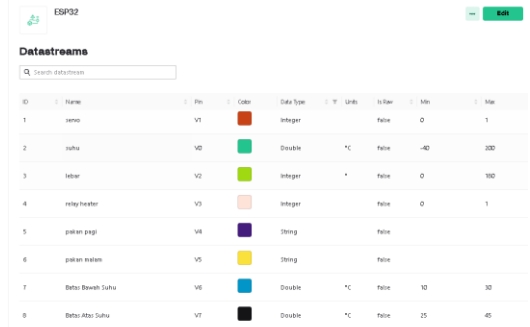 ESP32
...
Edit
Datastreams
Search datastream
ID Name Pin Color Data Type Units Is Raw Min Max
1 servo V1 Integer false 0 1
2 suhu V0 Double °C false -40 200
3 lebar V2 Integer ° false 0 180
4 relay heater V3 Integer false 0 1
5 pakan pagi V4 String false
6 pakan malam V5 String false
7 Batas Bawah Suhu V6 Double °C false 10 30
8 Batas Atas Suhu V7 Double °C false 25 45